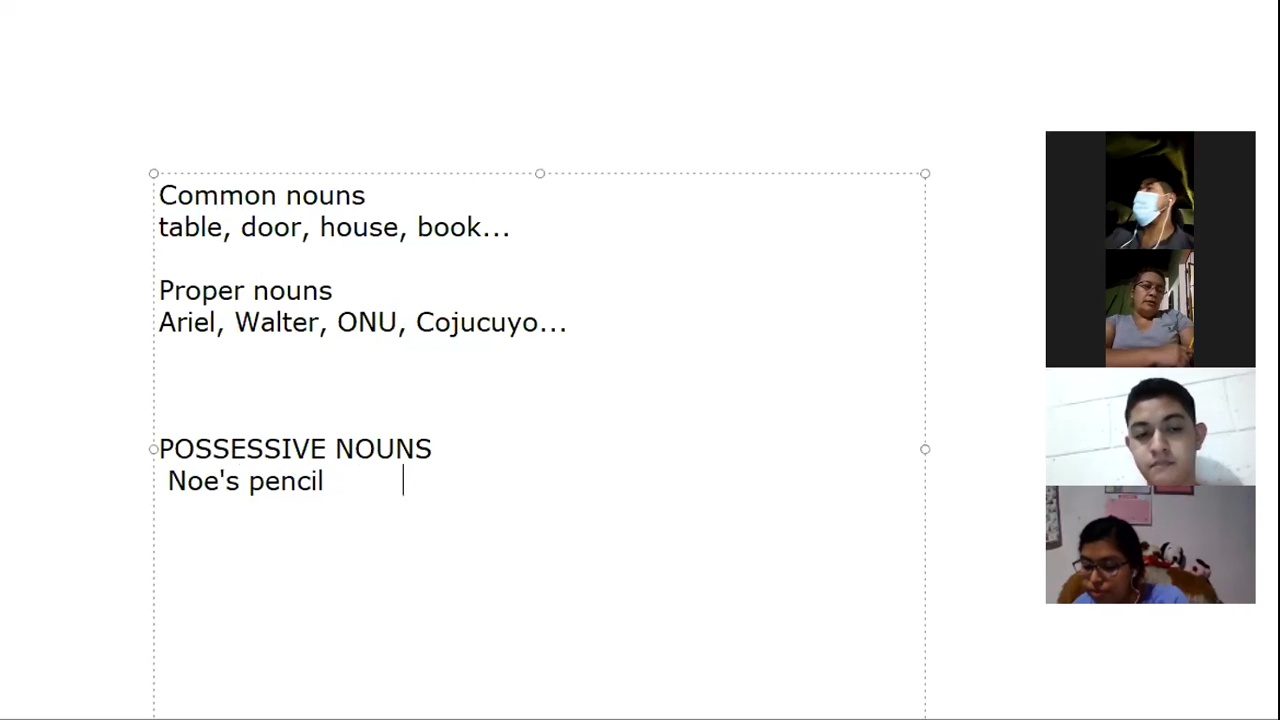 Common nouns
table, door, house, book...
Proper nouns
Ariel, Walter, ONU, Cojucuyo...
POSSESSIVE NOUNS
Noe's pencil